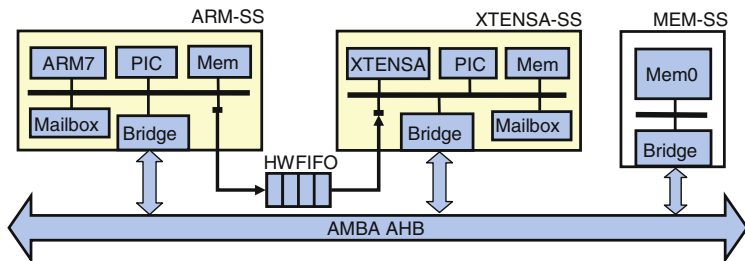 ARM-SS XTENSA-SS MEM-SS
ARM7 PIC Mem XTENSA PIC Mem Mem0
Mailbox Bridge Bridge Mailbox Bridge
HWFIFO
AMBA AHB